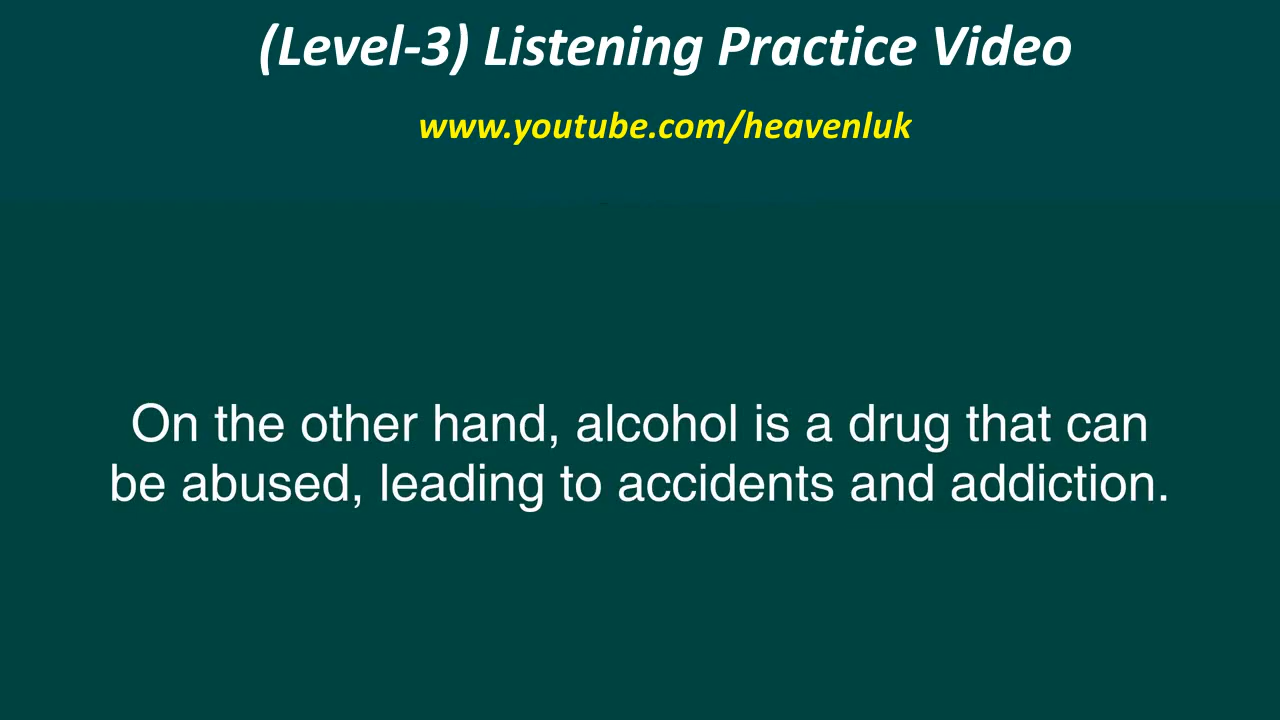 (Level-3) Listening Practice Video
www.youtube.com/heavenluk
On the other hand, alcohol is a drug that can
be abused, leading to accidents and addiction.